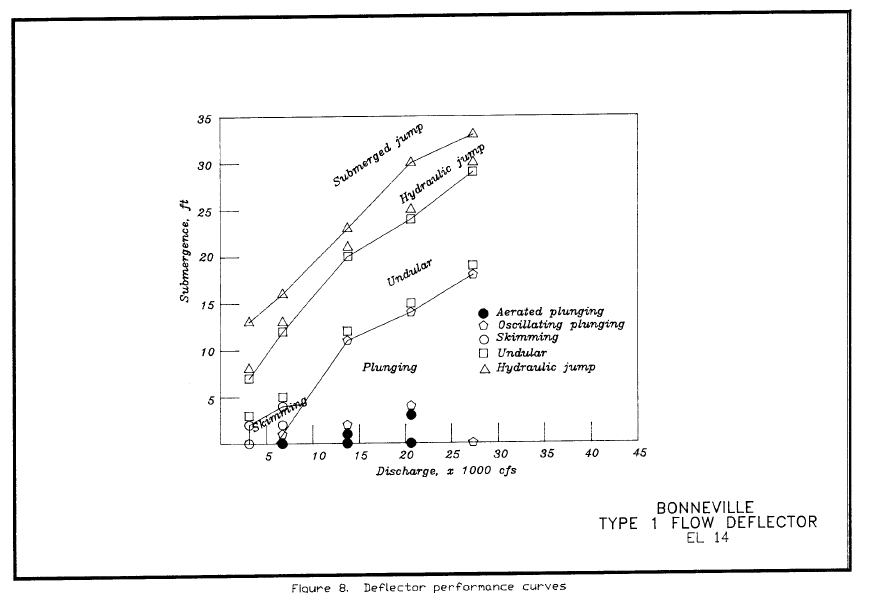 35
30
25
20
15
10
5
Submergence, ft
Submerged jump
Hydraulic jump
Undular
Plunging
Skimming
Aerated plunging
Oscillating plunging
Skimming
Undular
Hydraulic jump
5 10 15 20 25 30 35 40 45
Discharge, x 1000 cfs
BONNEVILLE
TYPE 1 FLOW DEFLECTOR
EL 14
Figure 8. Deflector performance curves